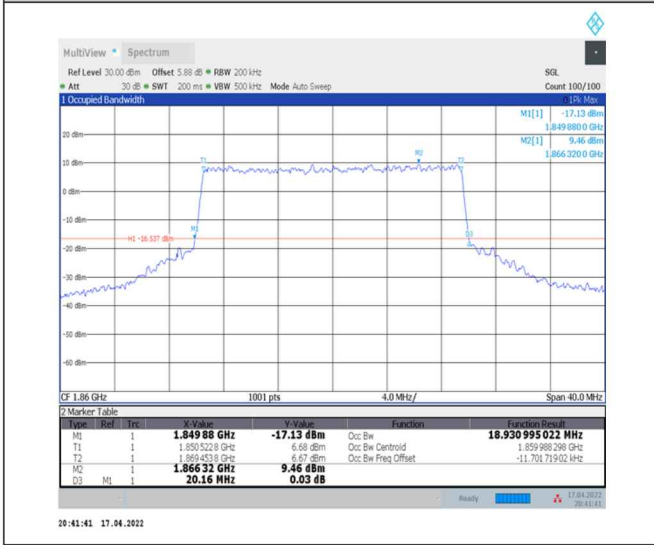 MultiView Spectrum
Ref Level 30.00 dBm Offset 5.88 dB RBW 200 kHz SGL
Att 30 dB SWT 200 ms VBW 500 kHz Mode Auto Sweep Count 100/100
1 Occupied Bandwidth 1Pk Max
M1[1] -17.13 dBm
1.849 880 0 GHz
M2[1] 9.46 dBm
1.866 320 0 GHz
20 dBm
M2
T1 T2
10 dBm
0 dBm
-10 dBm
M1
D3
H1 -16.537 dBm
-20 dBm
-30 dBm
-40 dBm
-50 dBm
-60 dBm
CF 1.86 GHz 1001 pts 4.0 MHz/ Span 40.0 MHz
2 Marker Table
Type Ref Trc X-Value Y-Value Function Function Result
M1 1 1.849 88 GHz -17.13 dBm Occ Bw 18.930 995 022 MHz
T1 1 1.850 522 8 GHz 6.68 dBm Occ Bw Centroid 1.859 988 298 GHz
T2 1 1.869 453 8 GHz 6.67 dBm Occ Bw Freq Offset -11.701 719 02 kHz
M2 1 1.866 32 GHz 9.46 dBm
D3 M1 1 20.16 MHz 0.03 dB
Ready 17.04.2022
20:41:41
20:41:41 17.04.2022